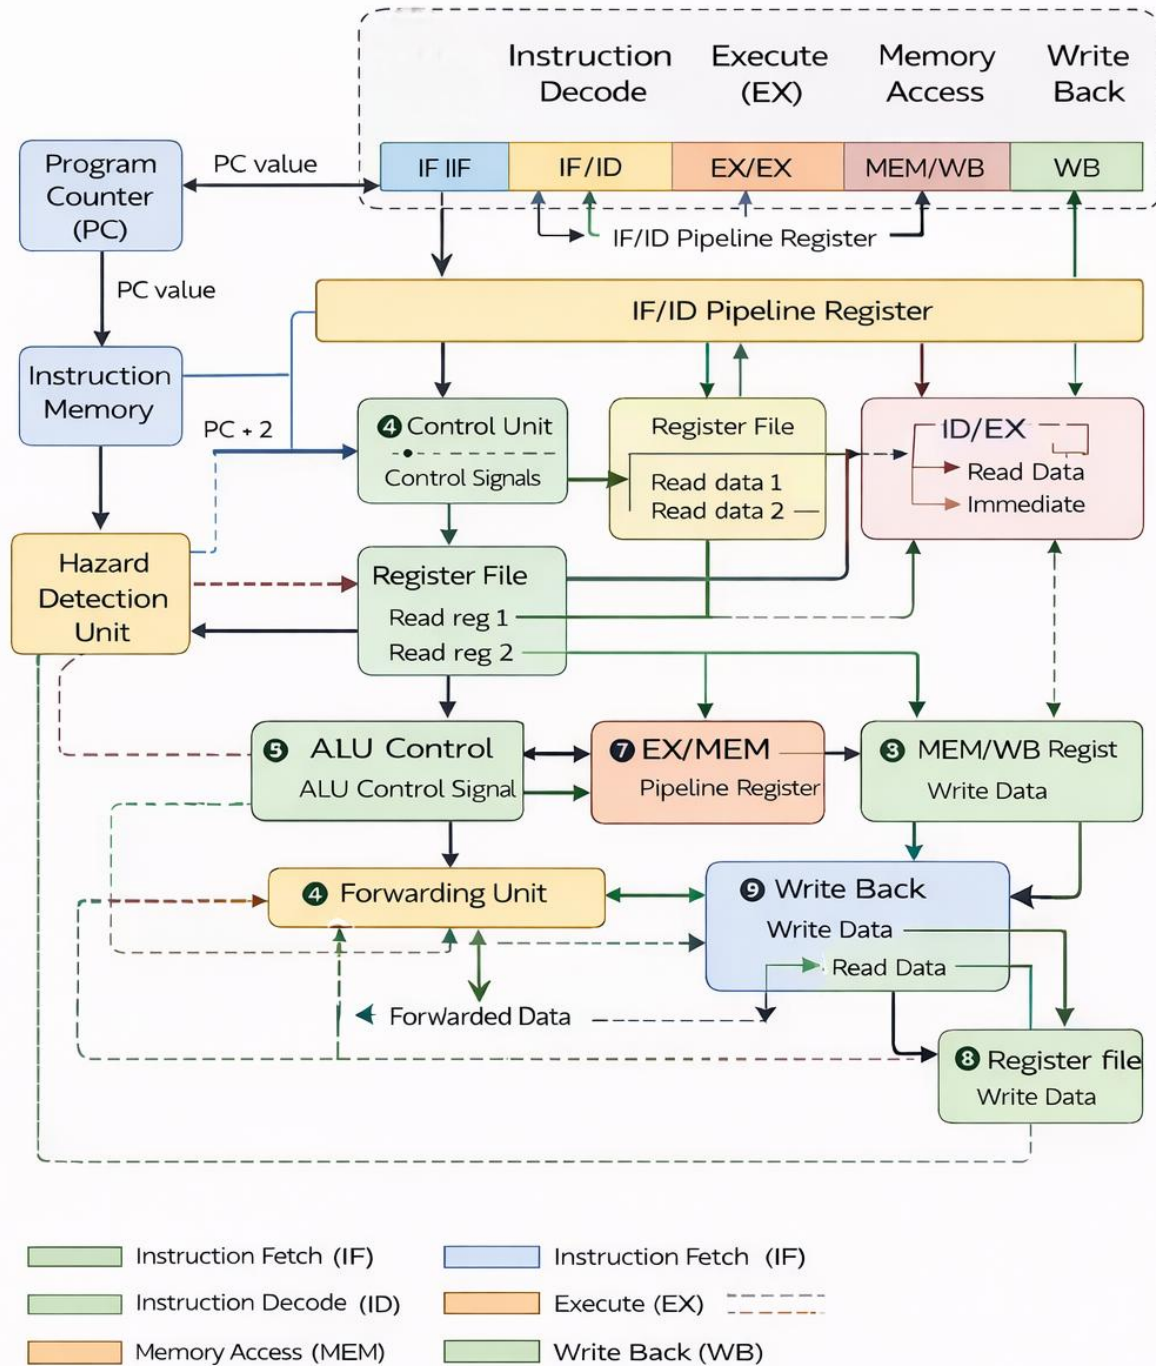 Instruction
Decode
Execute
(EX)
Memory
Access
Write
Back
IF IIF
IF/ID
EX/EX
MEM/WB
WB
Program
Counter
(PC)
PC value
IF/ID Pipeline Register
PC value
IF/ID Pipeline Register
Instruction
Memory
PC + 2
4 Control Unit
Control Signals
Register File
Read data 1
Read data 2
ID/EX
Read Data
Immediate
Hazard
Detection
Unit
Register File
Read reg 1
Read reg 2
5 ALU Control
ALU Control Signal
7 EX/MEM
Pipeline Register
3 MEM/WB Regist
Write Data
4 Forwarding Unit
9 Write Back
Write Data
Read Data
Forwarded Data
8 Register file
Write Data
Instruction Fetch (IF)
Instruction Fetch (IF)
Instruction Decode (ID)
Execute (EX)
Memory Access (MEM)
Write Back (WB)